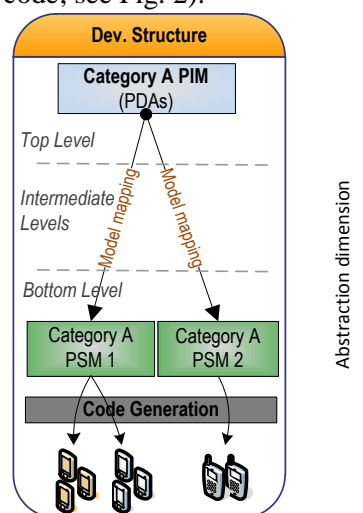 code, see Fig. 2).
Dev. Structure
Category A PIM
(PDAs)
Top Level
Intermediate
Levels
Model mapping
Model mapping
Bottom Level
Category A
PSM 1
Category A
PSM 2
Code Generation
Abstraction dimension